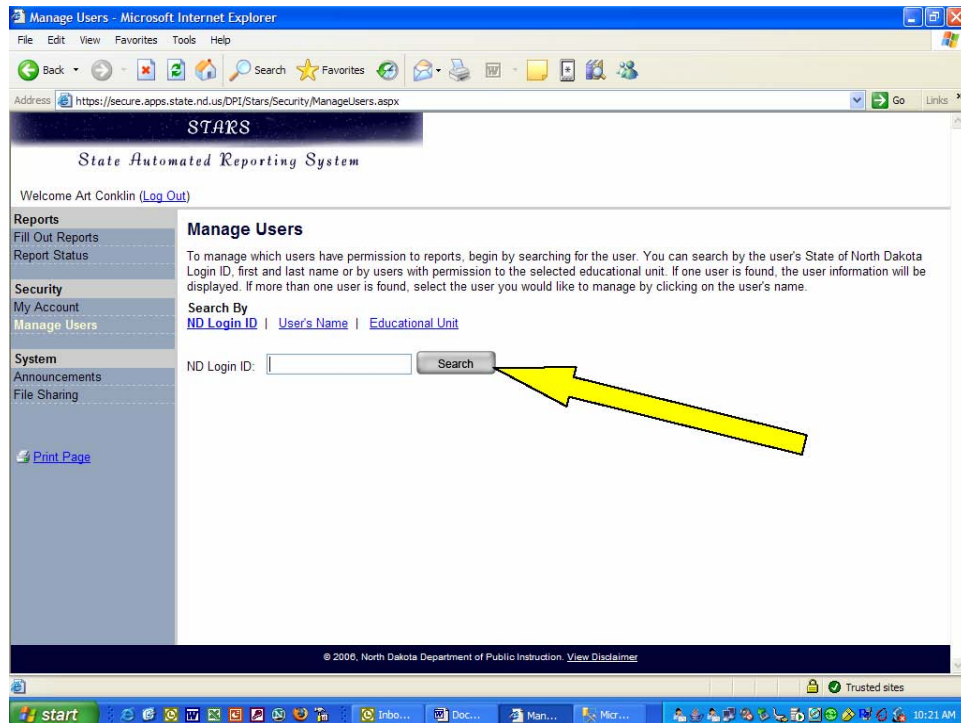 Manage Users - Microsoft Internet Explorer
File Edit View Favorites Tools Help
Back Search Favorites
Address https://secure.apps.state.nd.us/DPI/Stars/Security/ManageUsers.aspx Go Links
STARS
State Automated Reporting System
Welcome Art Conklin (Log Out)
Reports
Fill Out Reports
Report Status
Security
My Account
Manage Users
System
Announcements
File Sharing
Print Page
Manage Users
To manage which users have permission to reports, begin by searching for the user. You can search by the user's State of North Dakota
Login ID, first and last name or by users with permission to the selected educational unit. If one user is found, the user information will be
displayed. If more than one user is found, select the user you would like to manage by clicking on the user's name.
Search By
ND Login ID | User's Name | Educational Unit
ND Login ID: Search
© 2006, North Dakota Department of Public Instruction. View Disclaimer
Trusted sites
start Inbo... Doc... Man... Micr... 10:21 AM